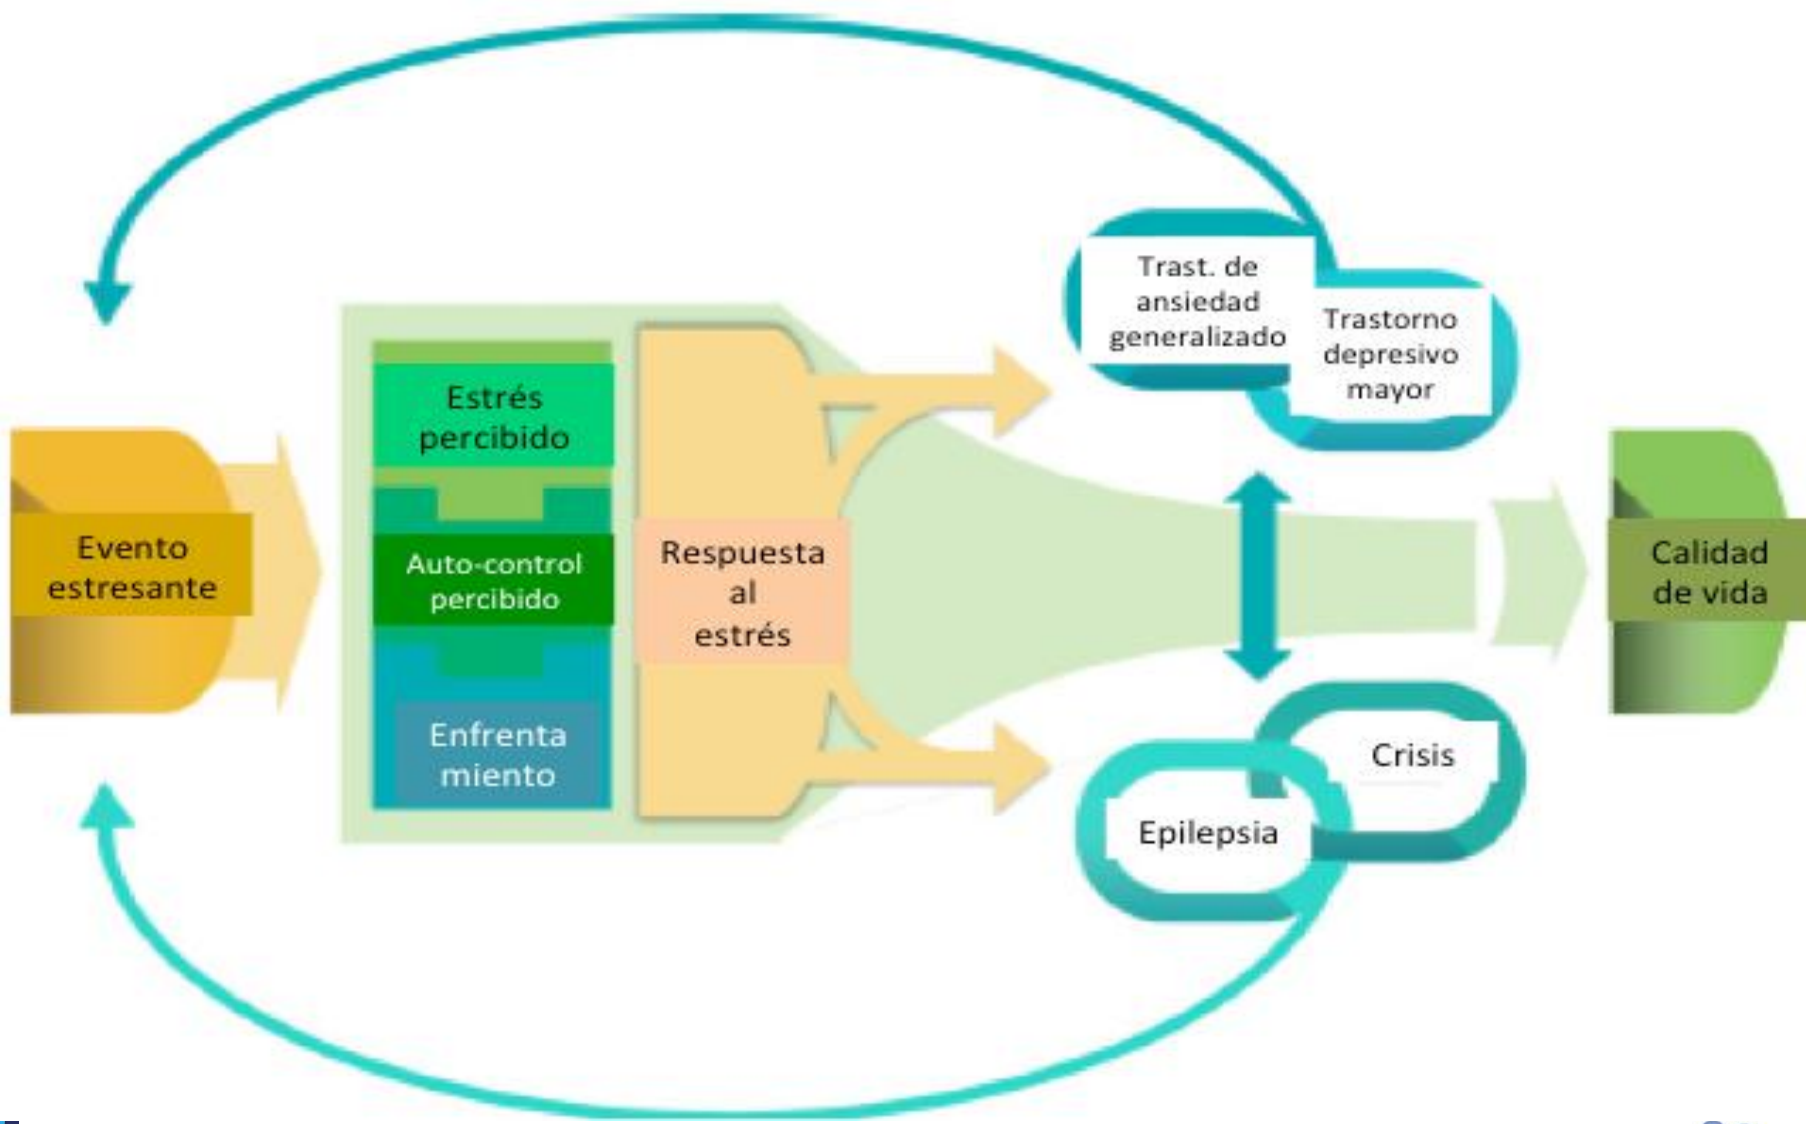 Evento
estresante
Estrés
percibido
Auto-control
percibido
Enfrenta
miento
Respuesta
al
estrés
Trast. de
ansiedad
generalizado
Trastorno
depresivo
mayor
Crisis
Epilepsia
Calidad
de vida